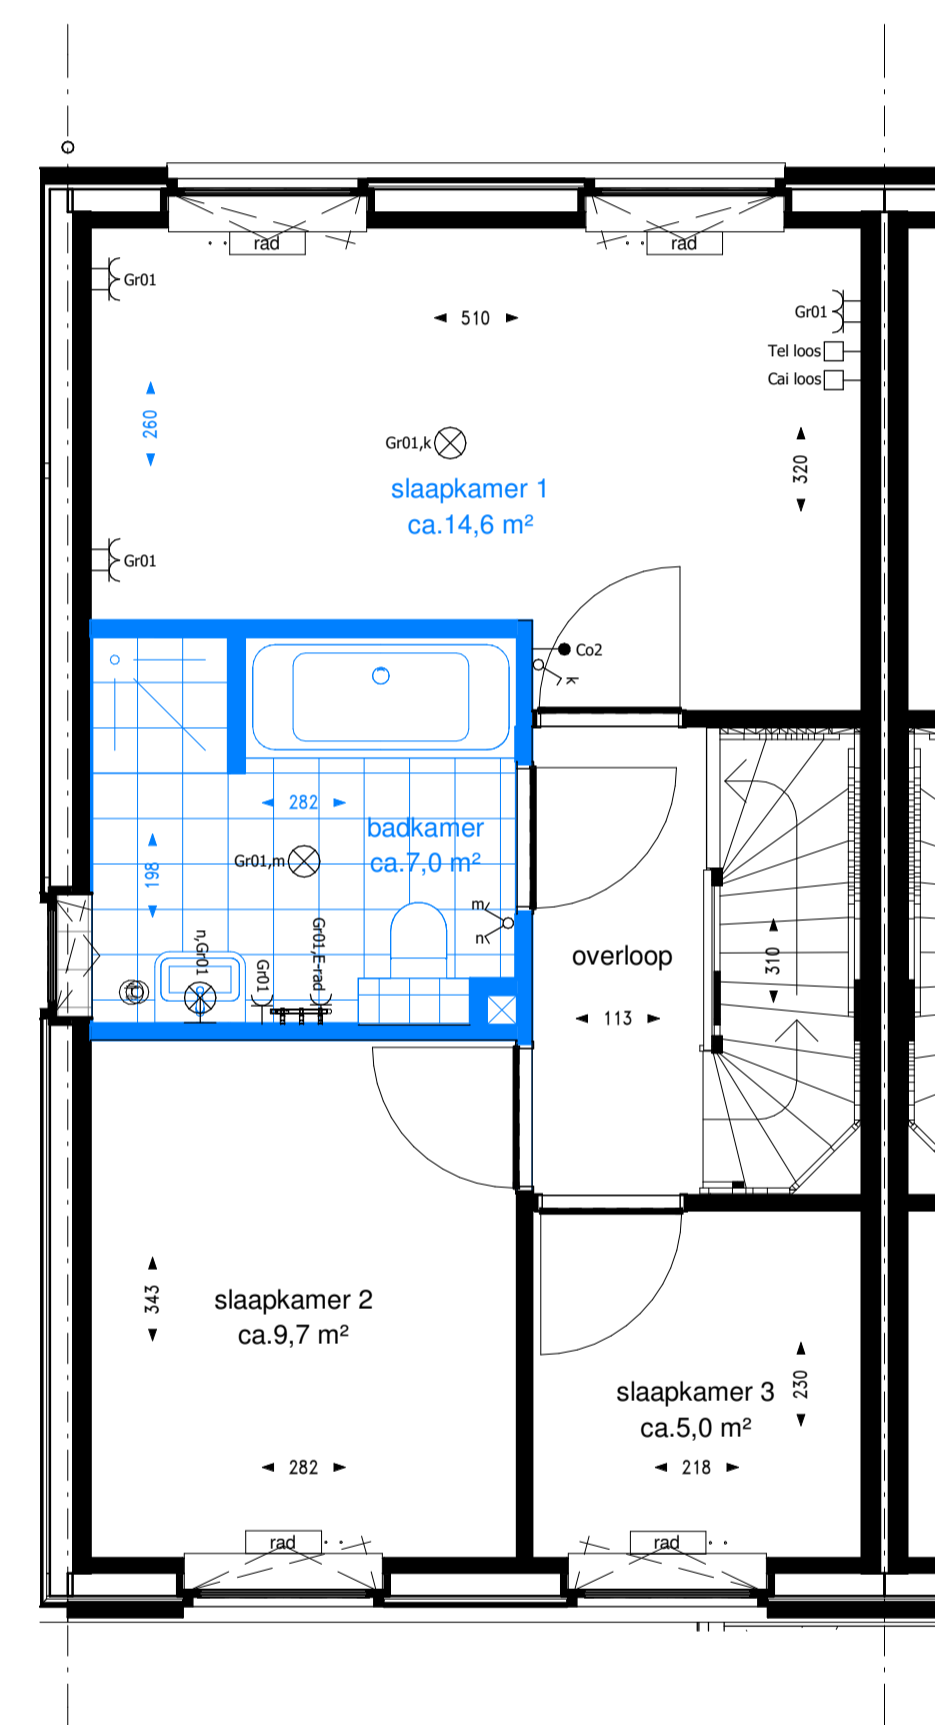 rad
rad
Gr01
510
Gr01
Tel loos
Cai loos
260
Gr01,k
320
slaapkamer 1
ca.14,6 m²
Gr01
Co2
k
282
badkamer
ca.7,0 m²
198
Gr01,m
m
n
n,Gr01
Gr01
Gr01,E-rad
overloop
310
113
343
slaapkamer 2
ca.9,7 m²
slaapkamer 3
ca.5,0 m²
230
282
218
rad
rad